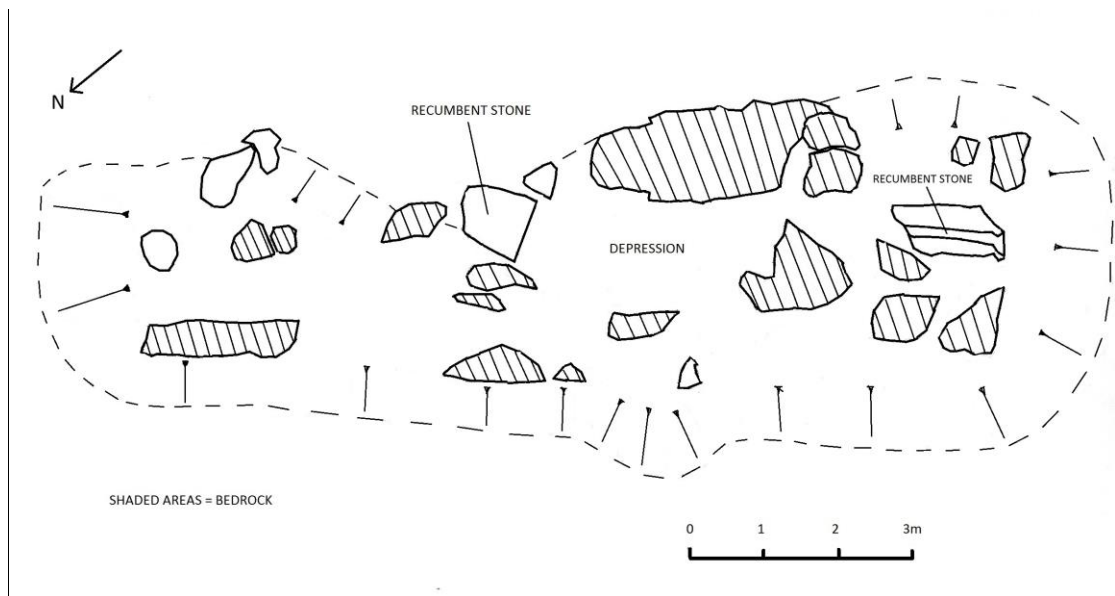 N
RECUMBENT STONE
RECUMBENT STONE
DEPRESSION
SHADED AREAS = BEDROCK
0 1 2 3m